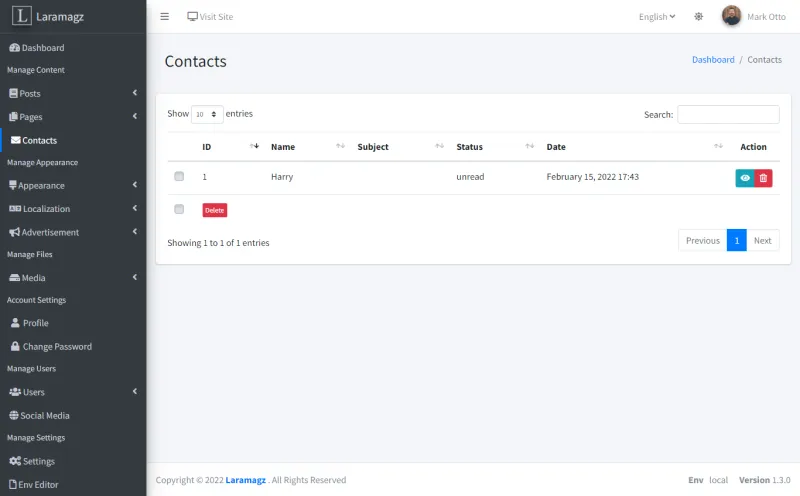 L Laramagz
Visit Site
English
Mark Otto
Dashboard
Manage Content
Posts
Pages
Contacts
Manage Appearance
Appearance
Localization
Advertisement
Manage Files
Media
Account Settings
Profile
Change Password
Manage Users
Users
Social Media
Manage Settings
Settings
Env Editor
Contacts
Dashboard / Contacts
Show 10 entries
Search:
ID Name Subject Status Date Action
1 Harry unread February 15, 2022 17:43
Delete
Showing 1 to 1 of 1 entries
Previous 1 Next
Copyright © 2022 Laramagz . All Rights Reserved
Env local Version 1.3.0